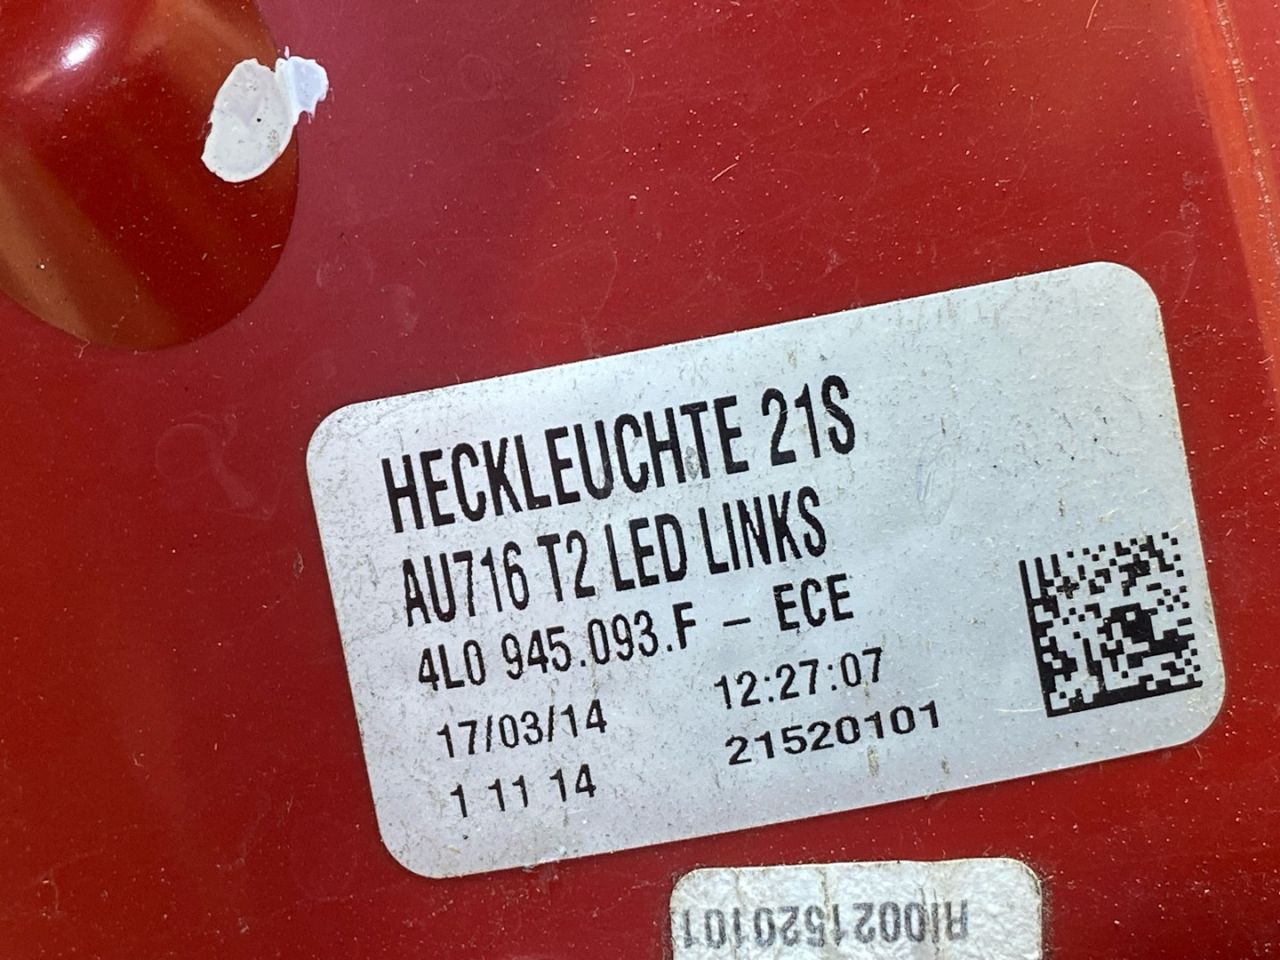 HECKLEUCHTE 21S
AU716 T2 LED LINKS
4L0 945.093.F - ECE
17/03/14 12:27:07
1 11 14 21520101
RI0021520101